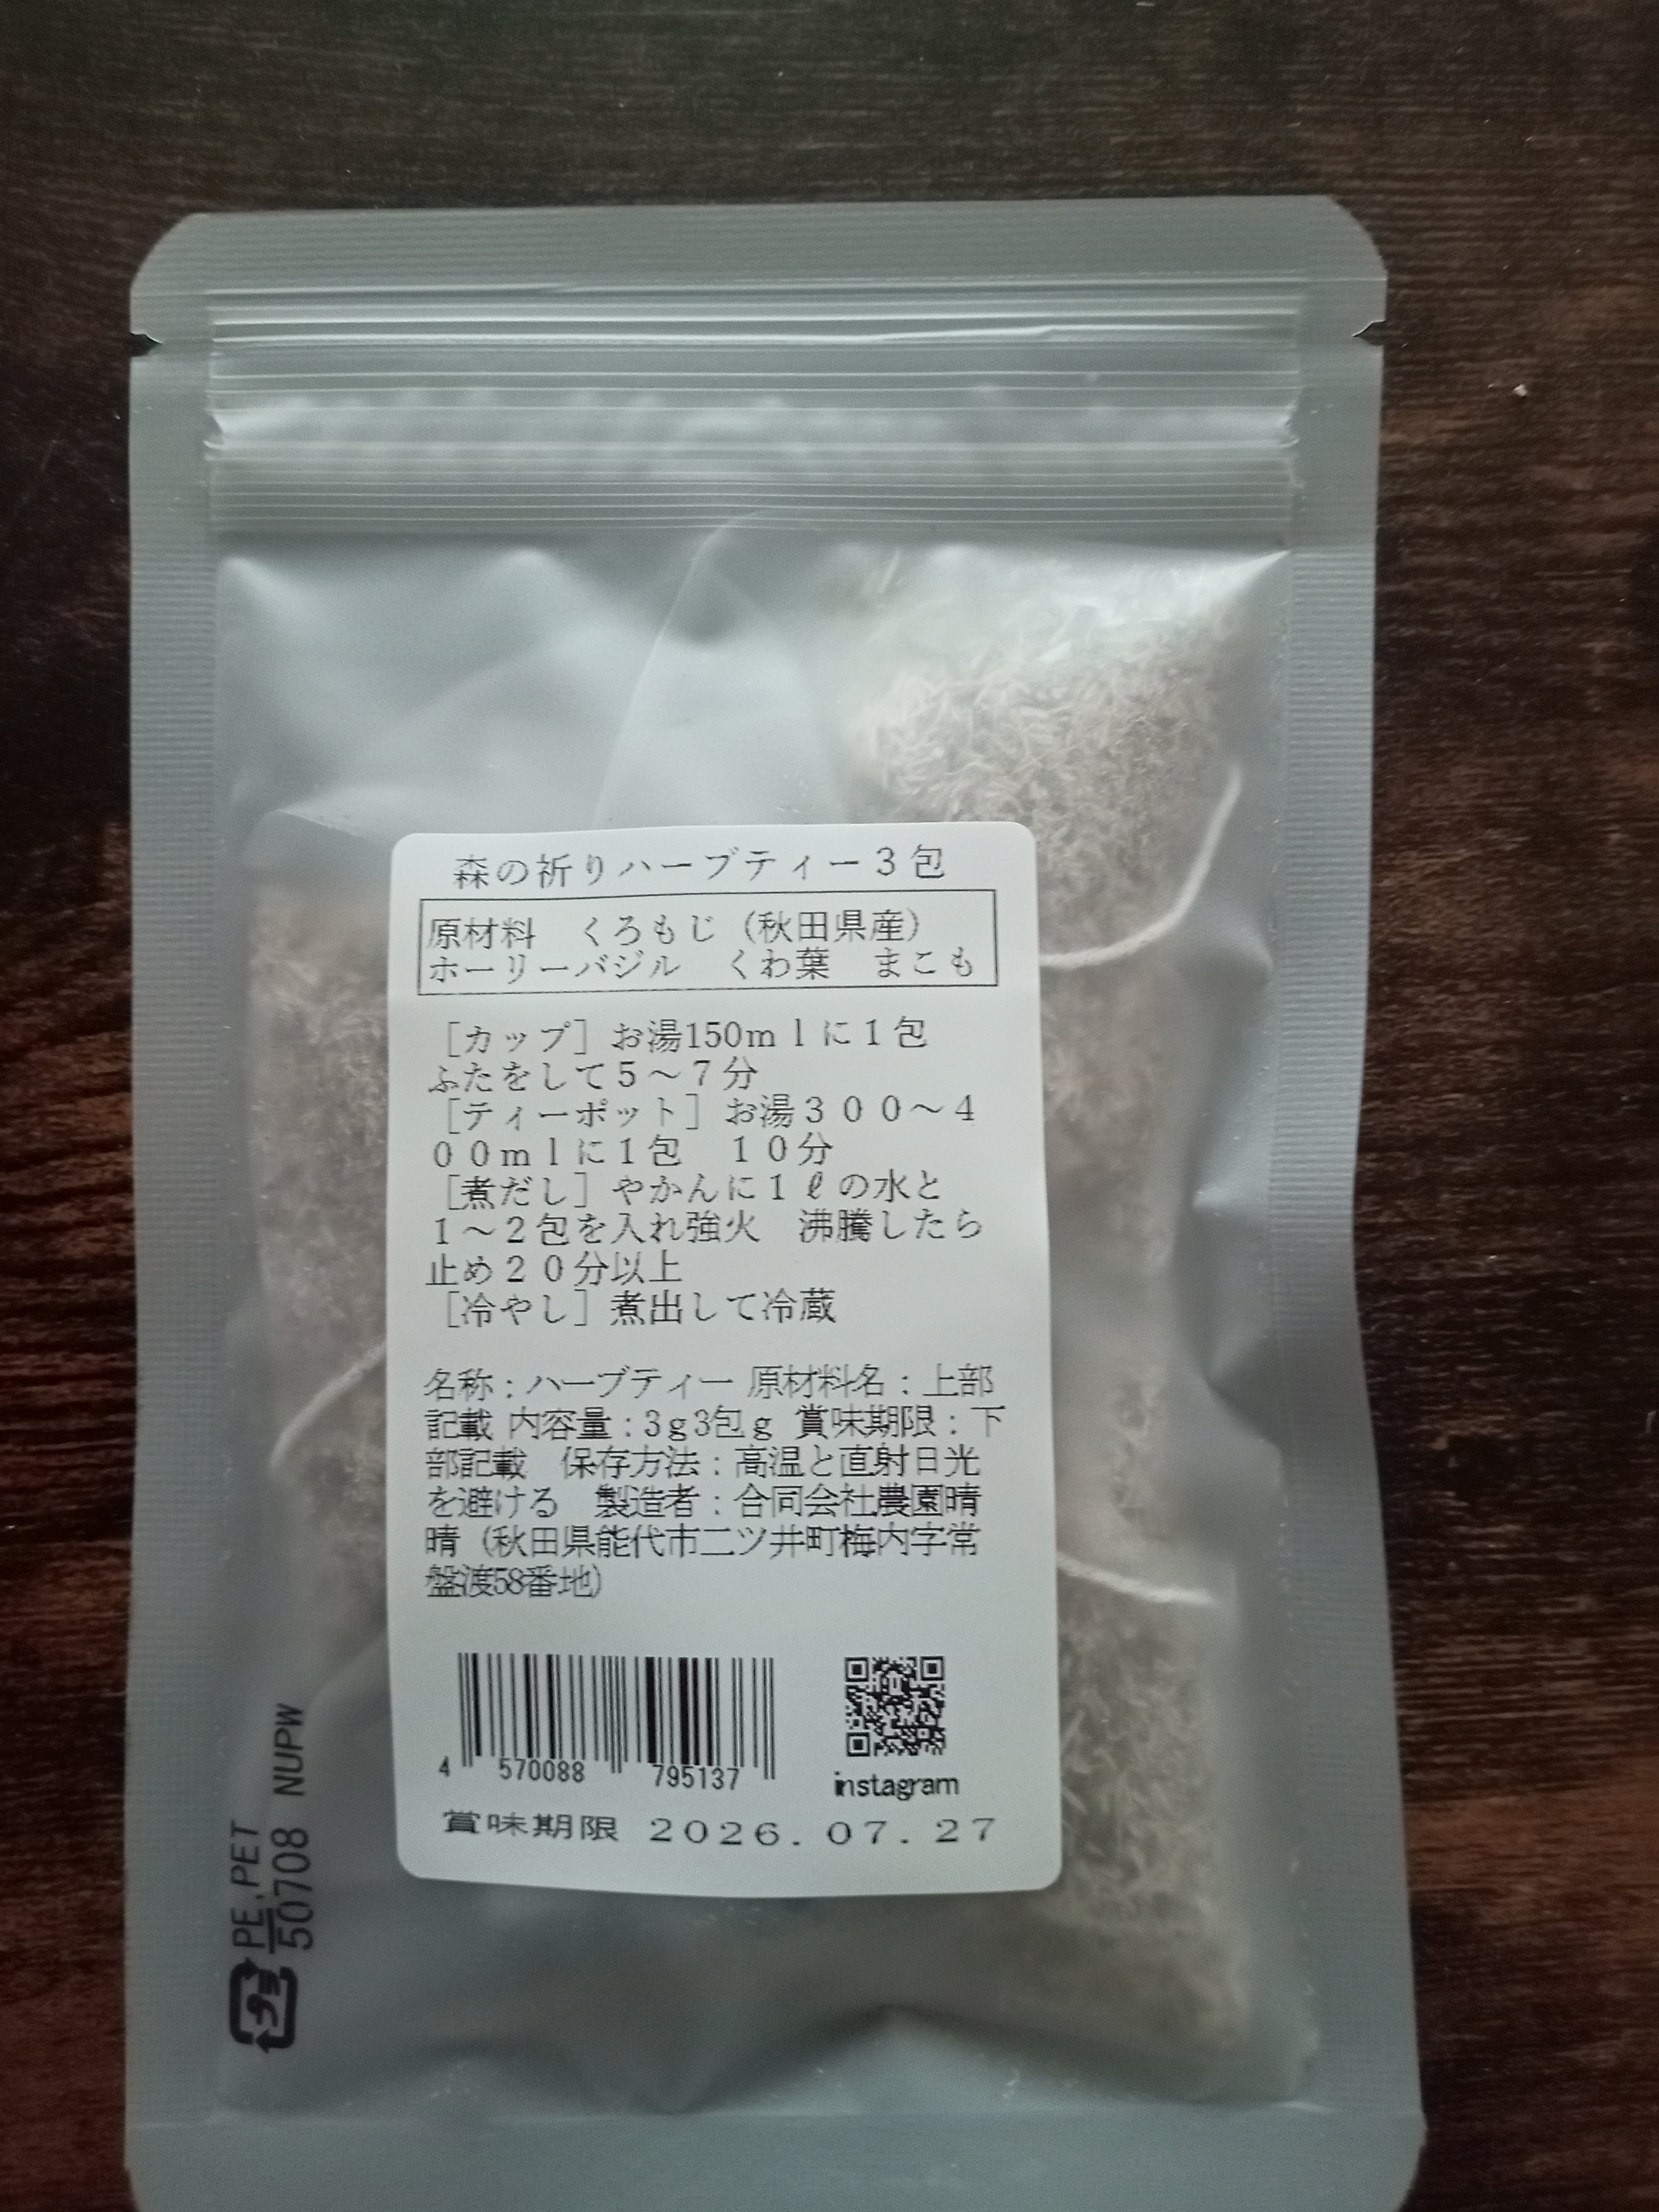 森の祈りハーブティー３包
原材料　くろもじ（秋田県産）
ホーリーバジル　くわ葉　まこも
［カップ］お湯150ｍｌに１包
ふたをして５～７分
［ティーポット］お湯３００～４
００ｍｌに１包　１０分
［煮だし］やかんに１ℓの水と
１～２包を入れ強火　沸騰したら
止め２０分以上
［冷やし］煮出して冷蔵
名称：ハーブティー 原材料名：上部
記載 内容量：3ｇ3包ｇ 賞味期限：下
部記載　保存方法：高温と直射日光
を避ける　製造者：合同会社農園晴
晴（秋田県能代市二ツ井町梅内字常
盤渡58番地）
4 570088 795137
instagram
賞味期限 2026.07.27
プラ PE,PET
50708 NUPW